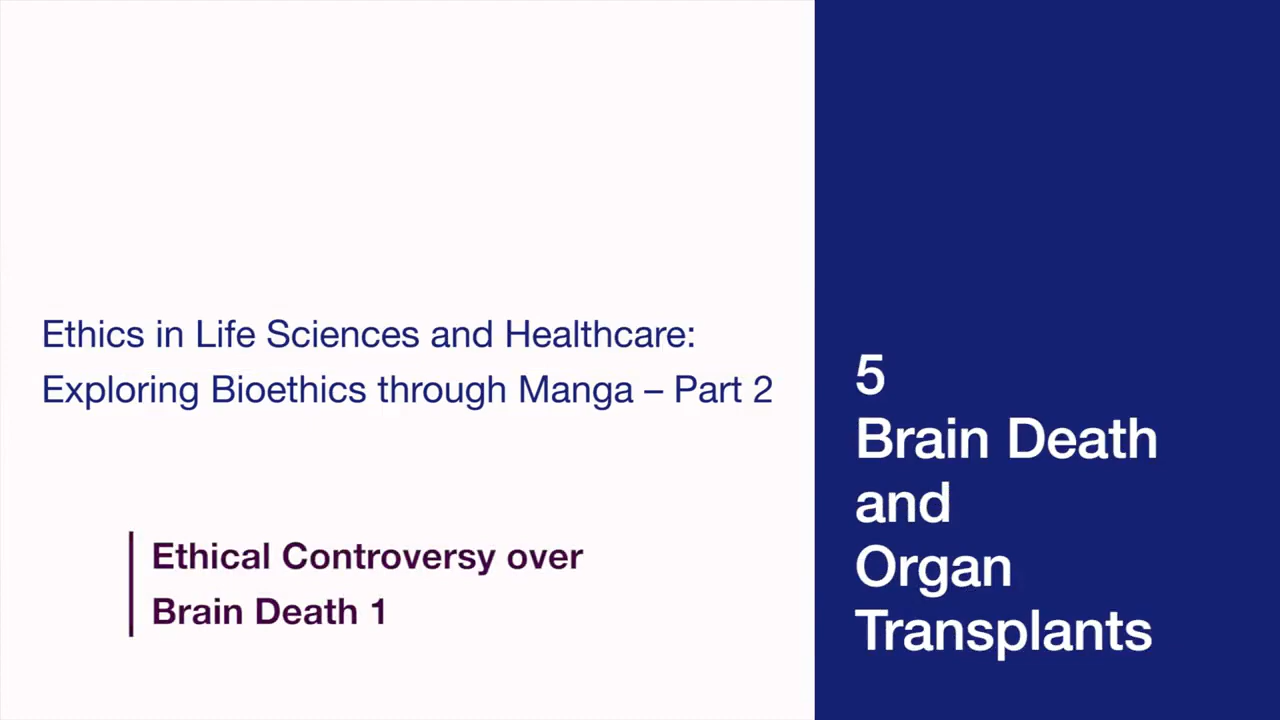 Ethics in Life Sciences and Healthcare:
Exploring Bioethics through Manga – Part 2
Ethical Controversy over
Brain Death 1
5
Brain Death
and
Organ
Transplants